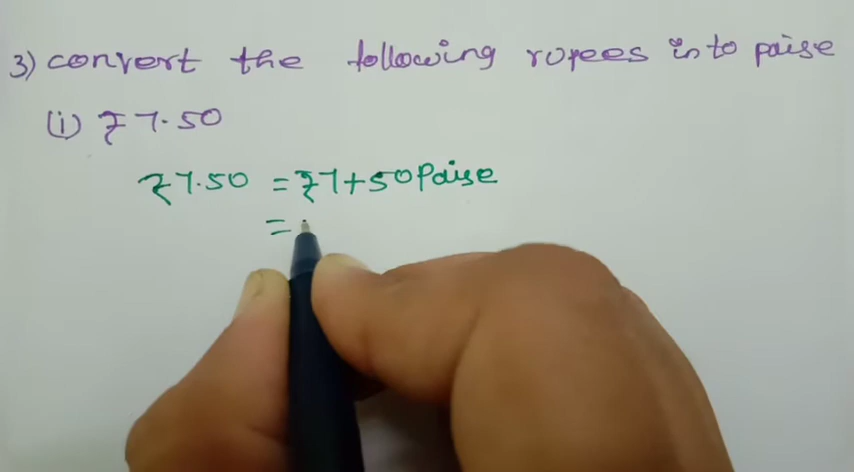 3) convert the following rupees into paise
(i) ₹7.50
₹7.50 = ₹7+50Paise
=